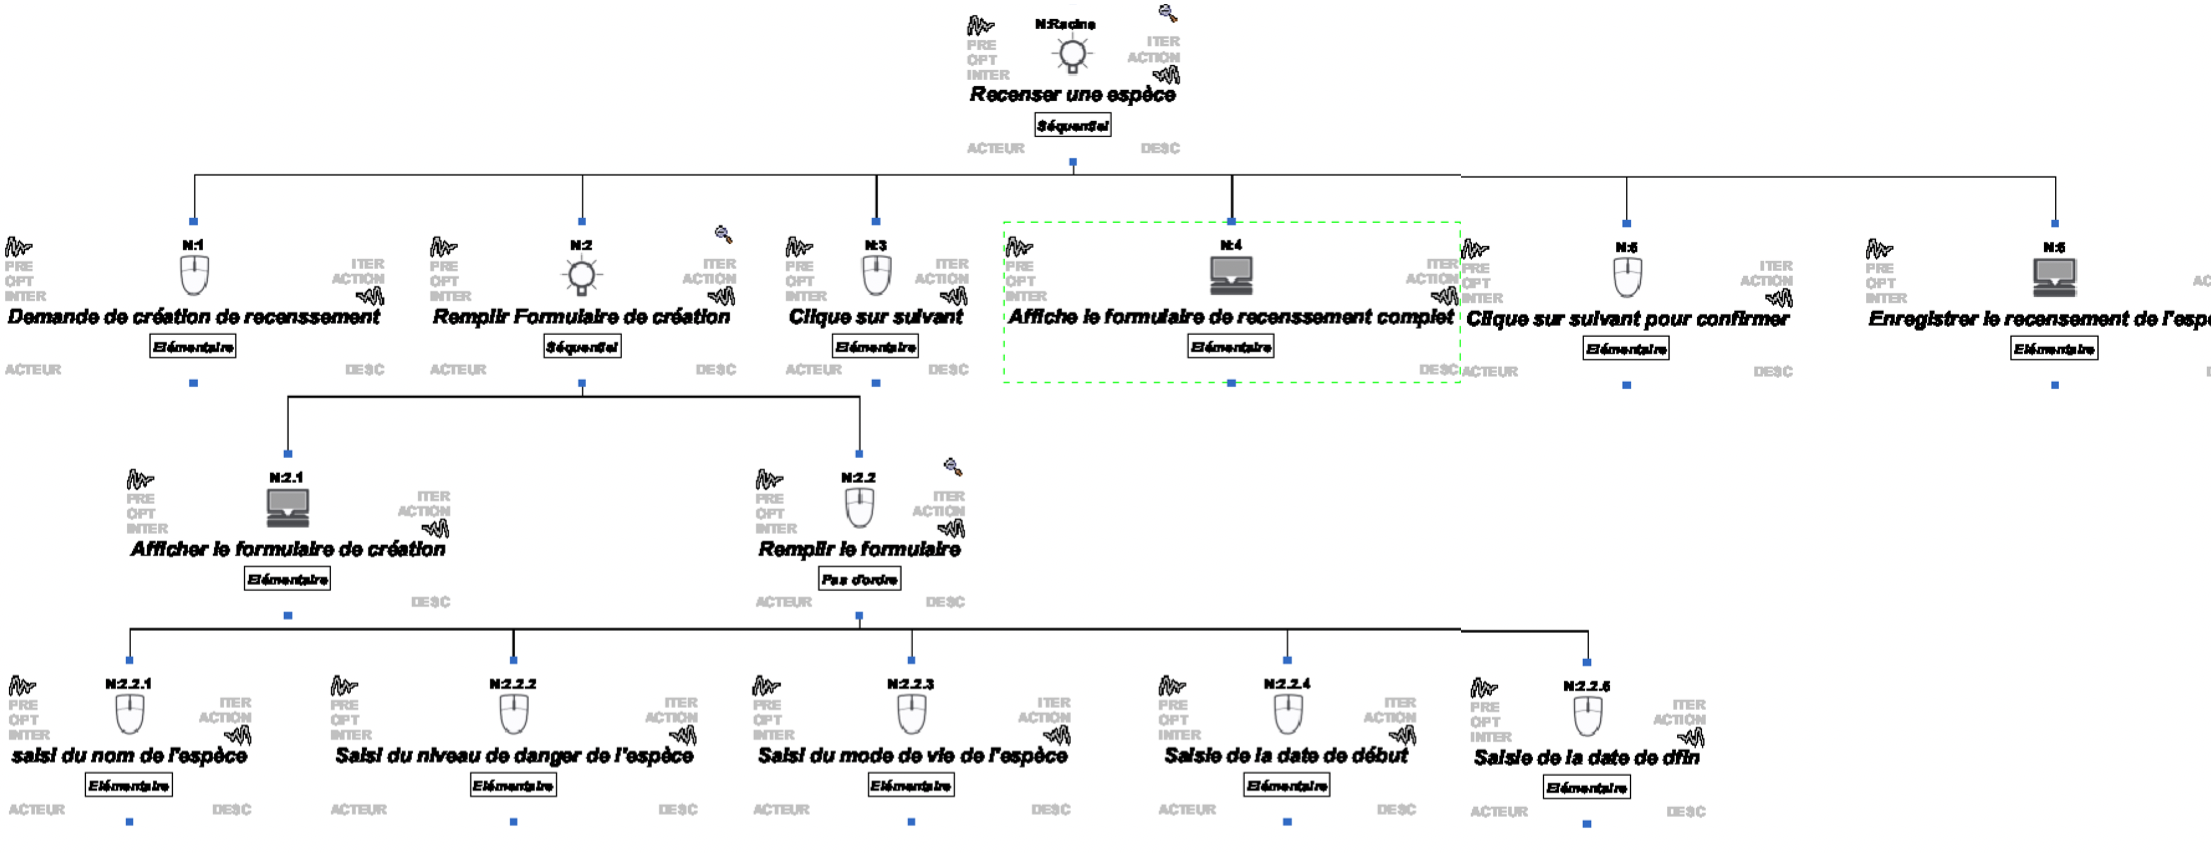 N:Racine
PRE ITER
OPT ACTION
INTER
Recenser une espèce
Séquentiel
ACTEUR DESC
N:1
PRE ITER
OPT ACTION
INTER
Demande de création de recenssement
Elémentaire
ACTEUR DESC
N:2
PRE ITER
OPT ACTION
INTER
Remplir Formulaire de création
Séquentiel
ACTEUR DESC
N:3
PRE ITER
OPT ACTION
INTER
Clique sur suivant
Elémentaire
ACTEUR DESC
N:4
PRE ITER
OPT ACTION
INTER
Affiche le formulaire de recenssement complet
Elémentaire
DESC
N:5
PRE ITER
OPT ACTION
INTER
Clique sur suivant pour confirmer
Elémentaire
ACTEUR DESC
N:6
PRE
OPT AC
INTER
Enregistrer le recensement de l'espè
Elémentaire
ACTEUR
N:2.1
PRE ITER
OPT ACTION
INTER
Afficher le formulaire de création
Elémentaire
DESC
N:2.2
PRE ITER
OPT ACTION
INTER
Remplir le formulaire
Pas d'ordre
ACTEUR DESC
N:2.2.1
PRE ITER
OPT ACTION
INTER
saisi du nom de l'espèce
Elémentaire
ACTEUR DESC
N:2.2.2
PRE ITER
OPT ACTION
INTER
Saisi du niveau de danger de l'espèce
Elémentaire
ACTEUR DESC
N:2.2.3
PRE ITER
OPT ACTION
INTER
Saisi du mode de vie de l'espèce
Elémentaire
ACTEUR DESC
N:2.2.4
PRE ITER
OPT ACTION
INTER
Saisie de la date de début
Elémentaire
ACTEUR DESC
N:2.2.5
PRE ITER
OPT ACTION
INTER
Saisie de la date de dfin
Elémentaire
ACTEUR DESC